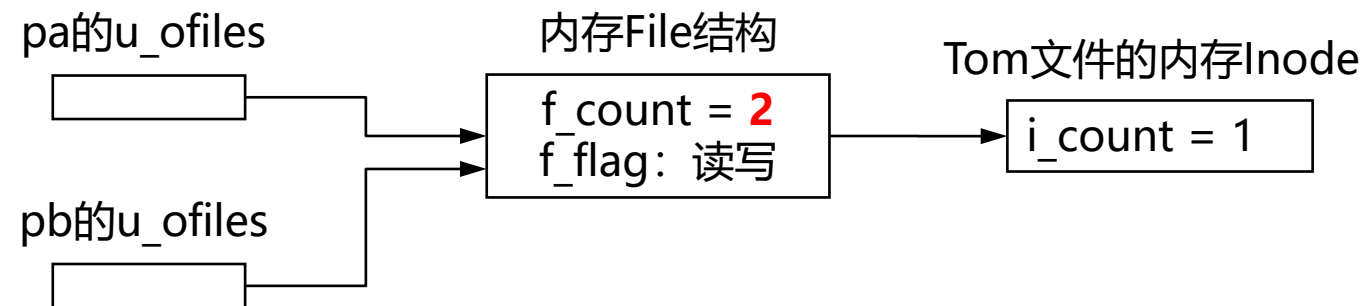 pa的u_ofiles
内存File结构
Tom文件的内存Inode
f_count = 2
f_flag：读写
i_count = 1
pb的u_ofiles